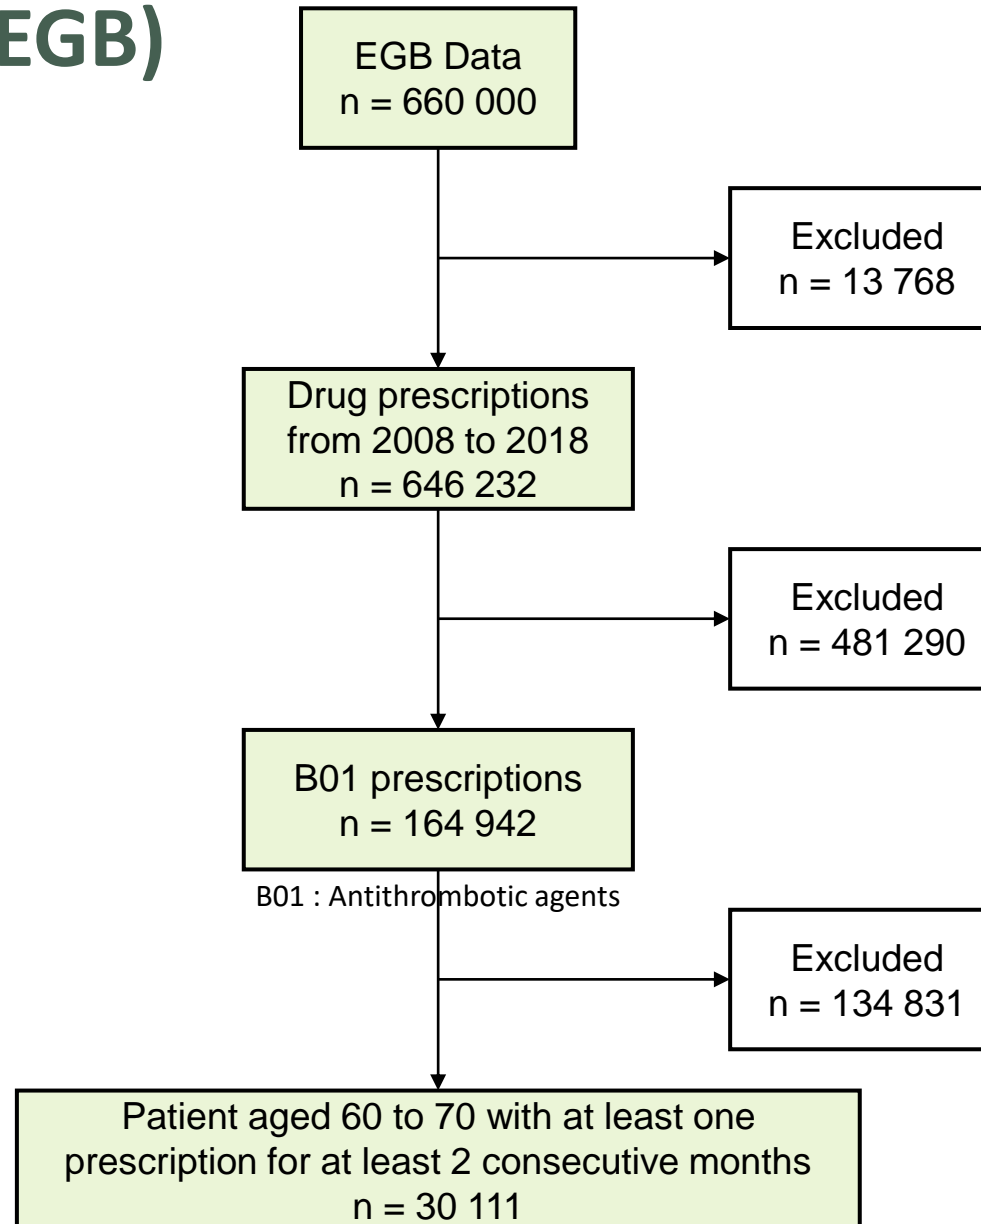 EGB)
EGB Data
n = 660 000
Excluded
n = 13 768
Drug prescriptions
from 2008 to 2018
n = 646 232
Excluded
n = 481 290
B01 prescriptions
n = 164 942
B01 : Antithrombotic agents
Excluded
n = 134 831
Patient aged 60 to 70 with at least one
prescription for at least 2 consecutive months
n = 30 111